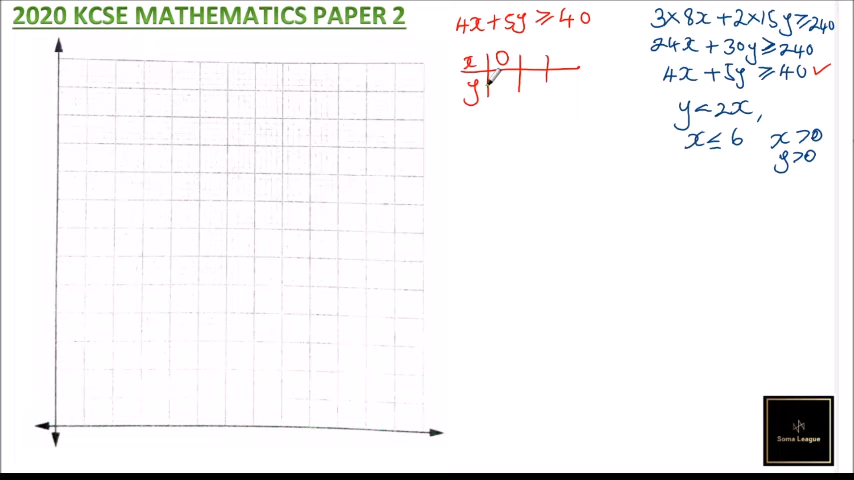 2020 KCSE MATHEMATICS PAPER 2
4x+5y ≥ 40
x | 0 | |
y | | |
3×8x+2×15y≥240
24x+30y≥240
4x+5y ≥40 ✓
y<2x,
x≤6 x>0
y>0
Soma League